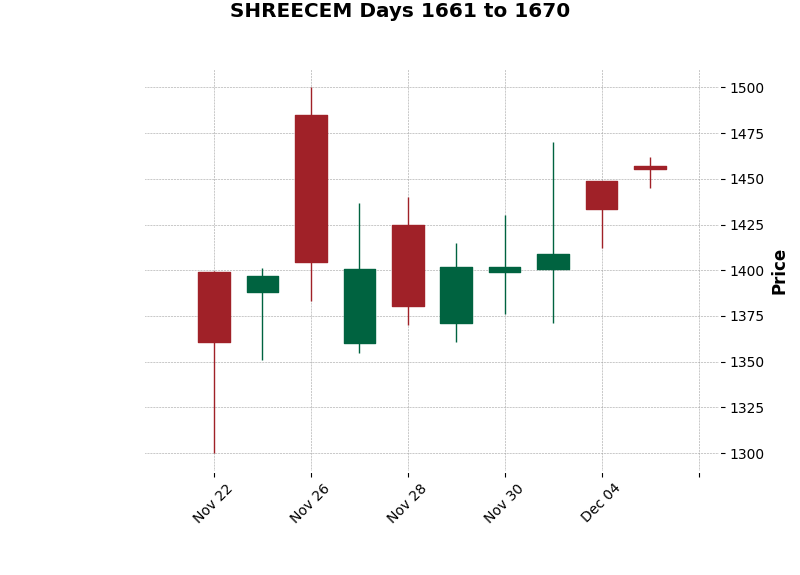 SHREECEM Days 1661 to 1670
1500
1475
1450
1425
1400
1375
1350
1325
1300
Price
Nov 22
Nov 26
Nov 28
Nov 30
Dec 04